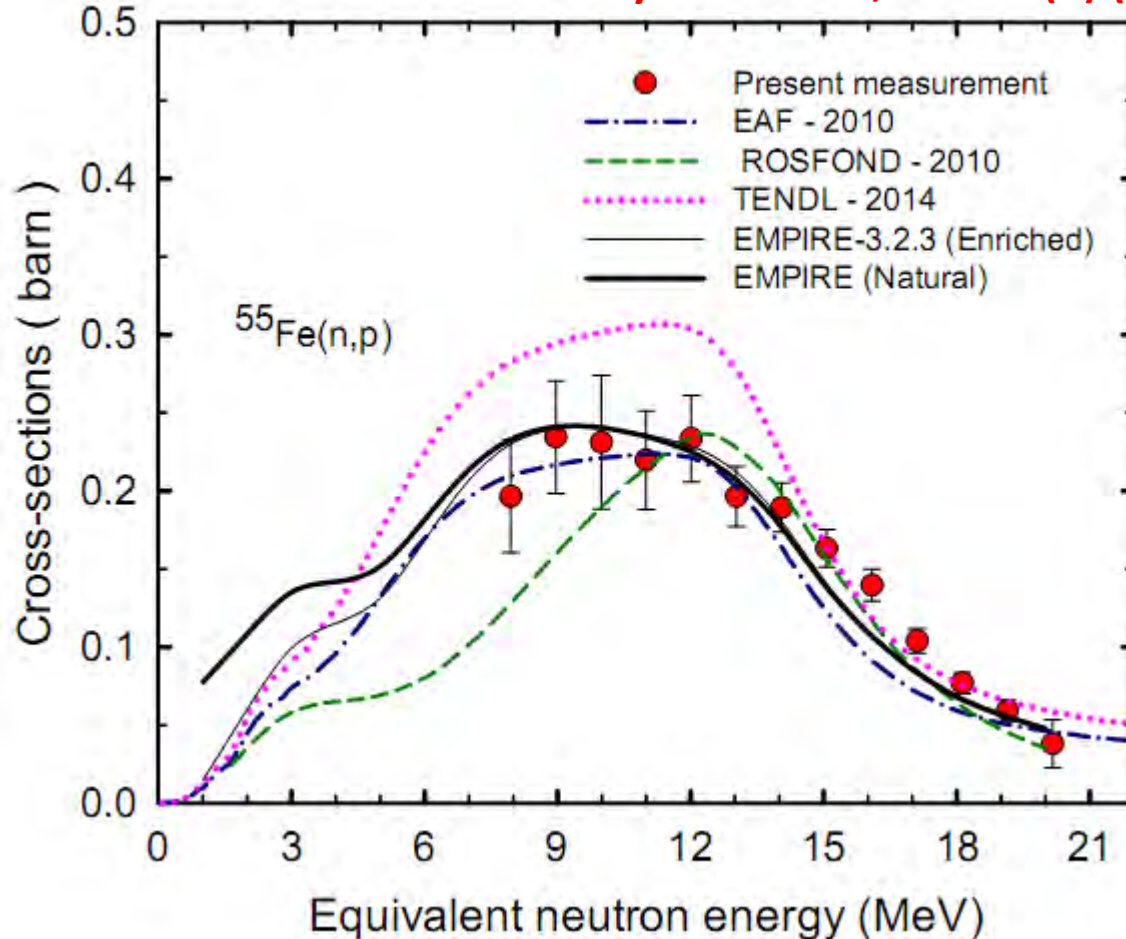 0.5
Present measurement
EAF - 2010
ROSFOND - 2010
0.4
TENDL - 2014
EMPIRE-3.2.3 (Enriched)
EMPIRE (Natural)
0.3
55Fe(n,p)
Cross-sections ( barn )
0.2
0.1
0.0
0 3 6 9 12 15 18 21
Equivalent neutron energy (MeV)